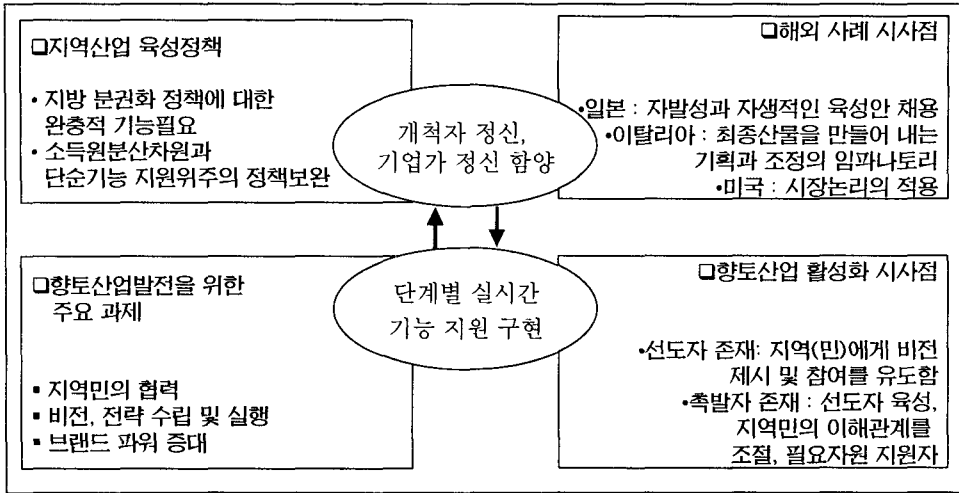 ❑지역산업 육성정책
• 지방 분권화 정책에 대한
완충적 기능필요
• 소득원분산차원과
단순기능 지원위주의 정책보완
❑해외 사례 시사점
•일본 : 자발성과 자생적인 육성안 채용
•이탈리아 : 최종산물을 만들어 내는
기획과 조정의 임파나토리
•미국 : 시장논리의 적용
개척자 정신,
기업가 정신 함양
단계별 실시간
기능 지원 구현
❑향토산업발전을 위한
주요 과제
▪ 지역민의 협력
▪ 비전, 전략 수립 및 실행
▪ 브랜드 파워 증대
❑향토산업 활성화 시사점
•선도자 존재: 지역(민)에게 비전
제시 및 참여를 유도함
•촉발자 존재 : 선도자 육성,
지역민의 이해관계를
조절, 필요자원 지원자